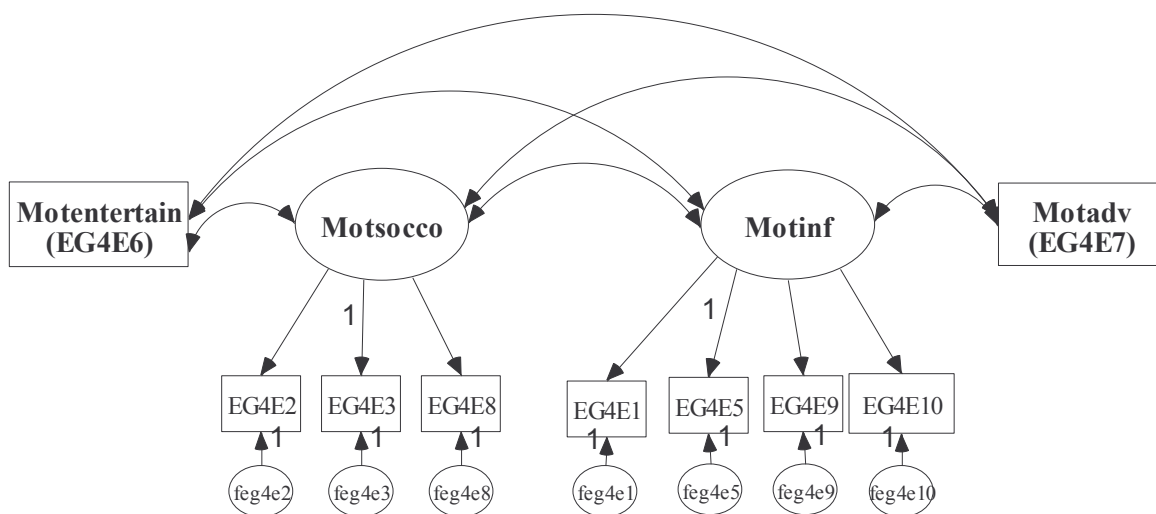 Motentertain
(EG4E6)
Motsocco
Motinf
Motadv
(EG4E7)
1
1
EG4E2
EG4E3
EG4E8
EG4E1
EG4E5
EG4E9
EG4E10
1
1
1
1
1
1
1
feg4e2
feg4e3
feg4e8
feg4e1
feg4e5
feg4e9
feg4e10